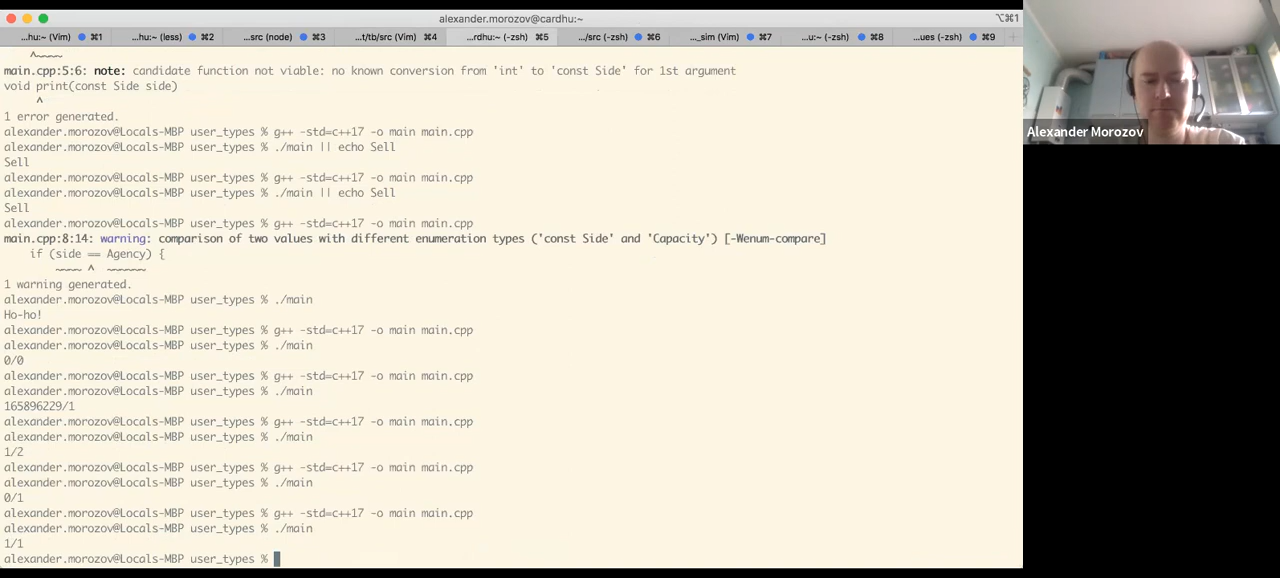 alexander.morozov@cardhu:~
⌥⌘1
...hu:~ (Vim) ⌘1 ...hu:~ (less) ⌘2 ...src (node) ⌘3 ...t/tb/src (Vim) ⌘4 ...rdhu:~ (-zsh) ⌘5 .../src (-zsh) ⌘6 ..._sim (Vim) ⌘7 ...u:~ (-zsh) ⌘8 ...ues (-zsh) ⌘9
^~~~~
main.cpp:5:6: note: candidate function not viable: no known conversion from 'int' to 'const Side' for 1st argument
void print(const Side side)
^
1 error generated.
alexander.morozov@Locals-MBP user_types % g++ -std=c++17 -o main main.cpp
alexander.morozov@Locals-MBP user_types % ./main || echo Sell
Sell
alexander.morozov@Locals-MBP user_types % g++ -std=c++17 -o main main.cpp
alexander.morozov@Locals-MBP user_types % ./main || echo Sell
Sell
alexander.morozov@Locals-MBP user_types % g++ -std=c++17 -o main main.cpp
main.cpp:8:14: warning: comparison of two values with different enumeration types ('const Side' and 'Capacity') [-Wenum-compare]
if (side == Agency) {
~~~~ ^ ~~~~~~
1 warning generated.
alexander.morozov@Locals-MBP user_types % ./main
Ho-ho!
alexander.morozov@Locals-MBP user_types % g++ -std=c++17 -o main main.cpp
alexander.morozov@Locals-MBP user_types % ./main
0/0
alexander.morozov@Locals-MBP user_types % g++ -std=c++17 -o main main.cpp
alexander.morozov@Locals-MBP user_types % ./main
165896229/1
alexander.morozov@Locals-MBP user_types % g++ -std=c++17 -o main main.cpp
alexander.morozov@Locals-MBP user_types % ./main
1/2
alexander.morozov@Locals-MBP user_types % g++ -std=c++17 -o main main.cpp
alexander.morozov@Locals-MBP user_types % ./main
0/1
alexander.morozov@Locals-MBP user_types % g++ -std=c++17 -o main main.cpp
alexander.morozov@Locals-MBP user_types % ./main
1/1
alexander.morozov@Locals-MBP user_types %
Alexander Morozov